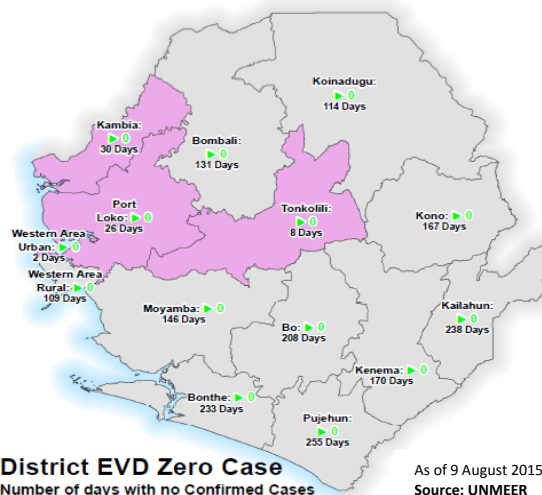 Koinadugu:
▶ 0
114 Days
Kambia:
▶ 0
30 Days
Bombali:
▶ 0
131 Days
Port
Loko: ▶ 0
26 Days
Tonkolili:
▶ 0
8 Days
Kono: ▶ 0
167 Days
Western Area
Urban: ▶ 0
2 Days
Western Area
Rural: ▶ 0
109 Days
Moyamba: ▶ 0
146 Days
Bo: ▶ 0
208 Days
Kailahun:
▶ 0
238 Days
Kenema: ▶ 0
170 Days
Bonthe: ▶ 0
233 Days
Pujehun:
▶ 0
255 Days
District EVD Zero Case
Number of days with no Confirmed Cases
As of 9 August 2015
Source: UNMEER